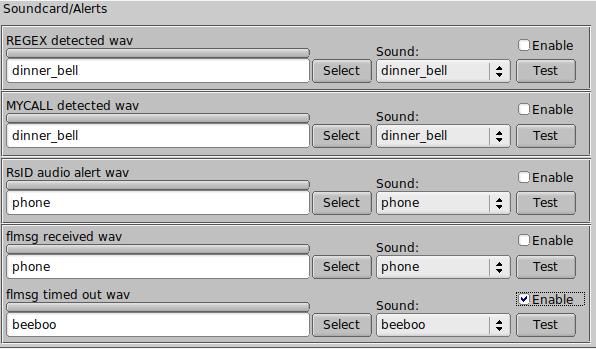 Soundcard/Alerts
REGEX detected wav
Sound:
Enable
dinner_bell Select dinner_bell Test
MYCALL detected wav
Sound:
Enable
dinner_bell Select dinner_bell Test
RsID audio alert wav
Sound:
Enable
phone Select phone Test
flmsg received wav
Sound:
Enable
phone Select phone Test
flmsg timed out wav
Sound:
Enable
beeboo Select beeboo Test